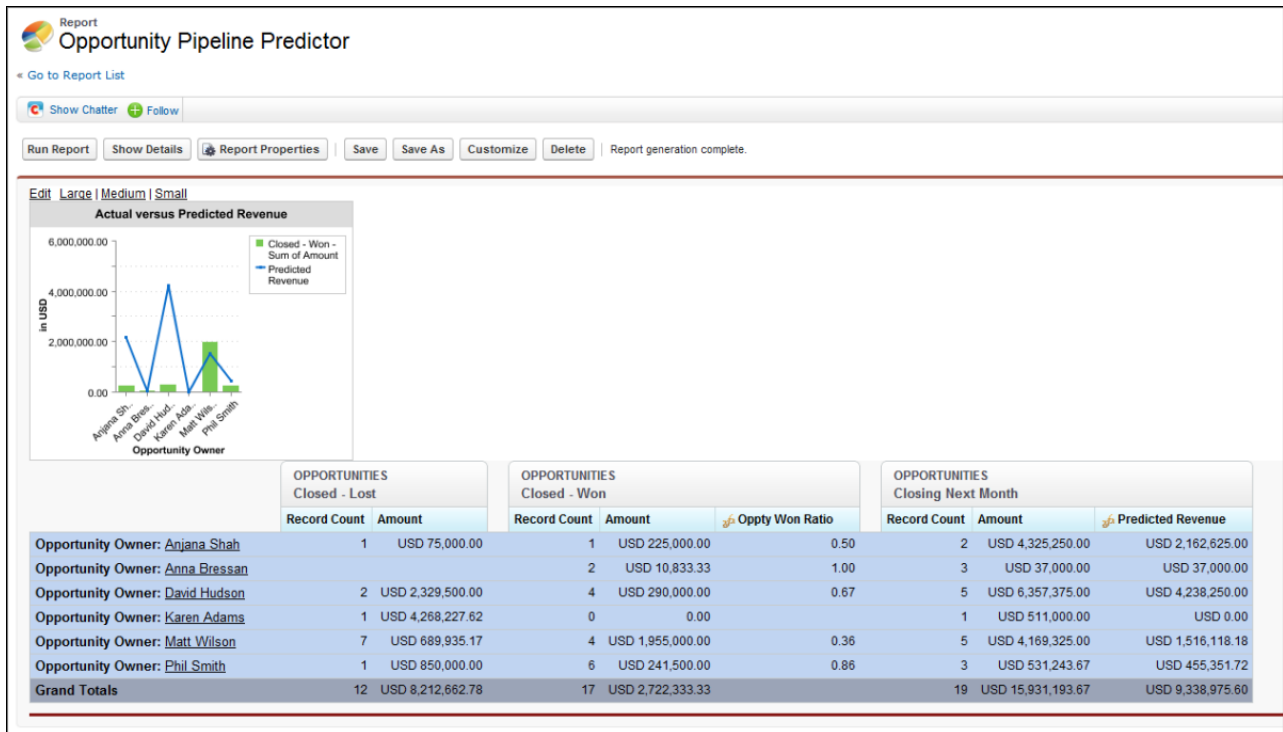 Report
Opportunity Pipeline Predictor
« Go to Report List
Show Chatter Follow
Run Report Show Details Report Properties Save Save As Customize Delete Report generation complete.
Edit Large | Medium | Small
Actual versus Predicted Revenue
6,000,000.00
4,000,000.00
2,000,000.00
0.00
in USD
Closed - Won -
Sum of Amount
Predicted
Revenue
Anjana Sh.. Anna Bres.. David Hud.. Karen Ada.. Matt Wils.. Phil Smith
Opportunity Owner
OPPORTUNITIES OPPORTUNITIES OPPORTUNITIES
Closed - Lost Closed - Won Closing Next Month
Record Count Amount Record Count Amount Oppty Won Ratio Record Count Amount Predicted Revenue
Opportunity Owner: Anjana Shah 1 USD 75,000.00 1 USD 225,000.00 0.50 2 USD 4,325,250.00 USD 2,162,625.00
Opportunity Owner: Anna Bressan 2 USD 10,833.33 1.00 3 USD 37,000.00 USD 37,000.00
Opportunity Owner: David Hudson 2 USD 2,329,500.00 4 USD 290,000.00 0.67 5 USD 6,357,375.00 USD 4,238,250.00
Opportunity Owner: Karen Adams 1 USD 4,268,227.62 0 0.00 1 USD 511,000.00 USD 0.00
Opportunity Owner: Matt Wilson 7 USD 689,935.17 4 USD 1,955,000.00 0.36 5 USD 4,169,325.00 USD 1,516,118.18
Opportunity Owner: Phil Smith 1 USD 850,000.00 6 USD 241,500.00 0.86 3 USD 531,243.67 USD 455,351.72
Grand Totals 12 USD 8,212,662.78 17 USD 2,722,333.33 19 USD 15,931,193.67 USD 9,338,975.60